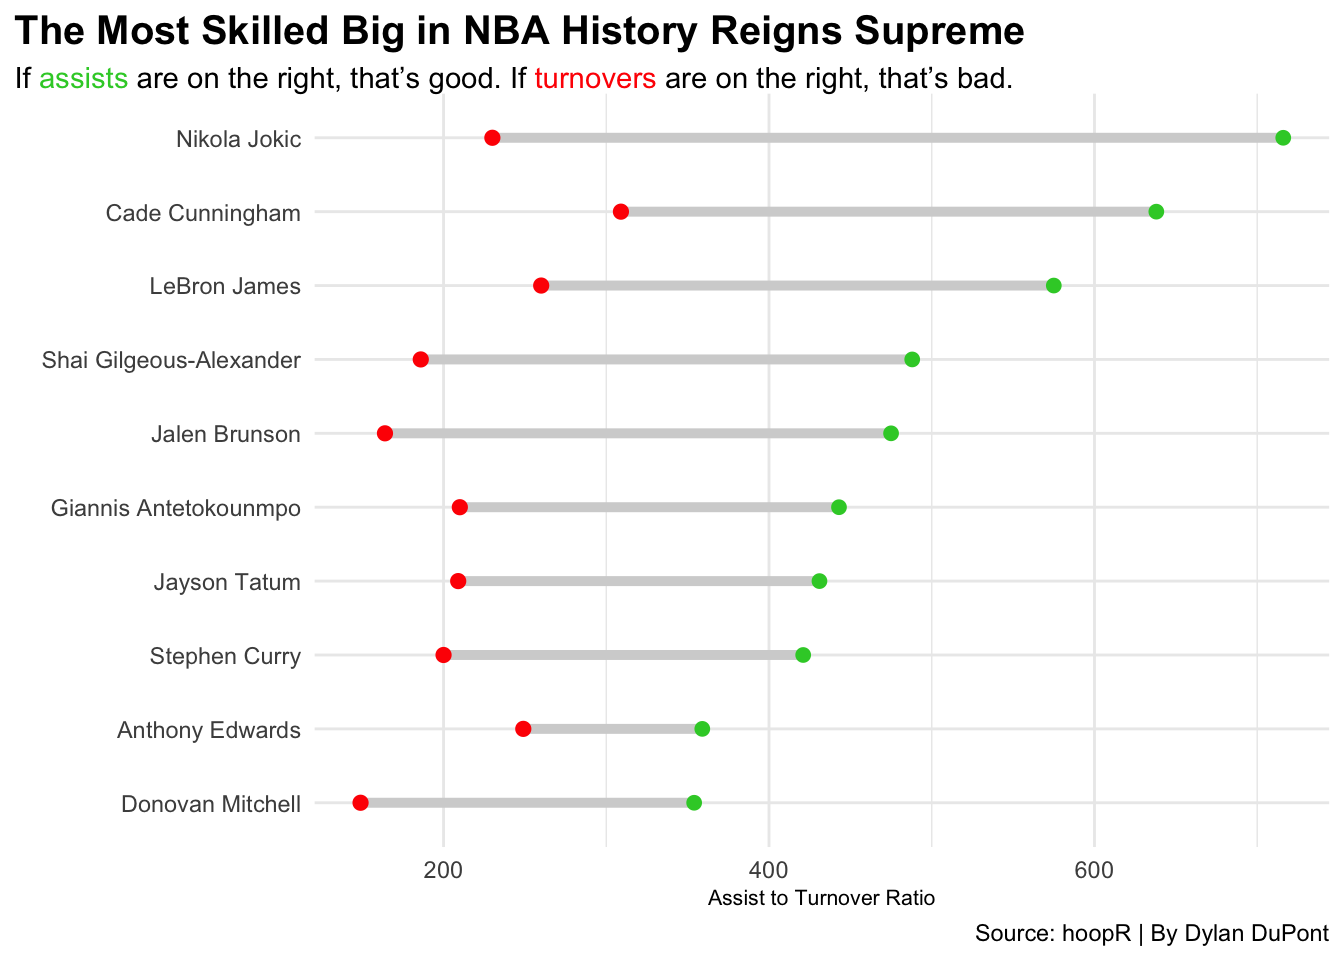 The Most Skilled Big in NBA History Reigns Supreme
If assists are on the right, that’s good. If turnovers are on the right, that’s bad.
Nikola Jokic
Cade Cunningham
LeBron James
Shai Gilgeous-Alexander
Jalen Brunson
Giannis Antetokounmpo
Jayson Tatum
Stephen Curry
Anthony Edwards
Donovan Mitchell
200 400 600
Assist to Turnover Ratio
Source: hoopR | By Dylan DuPont